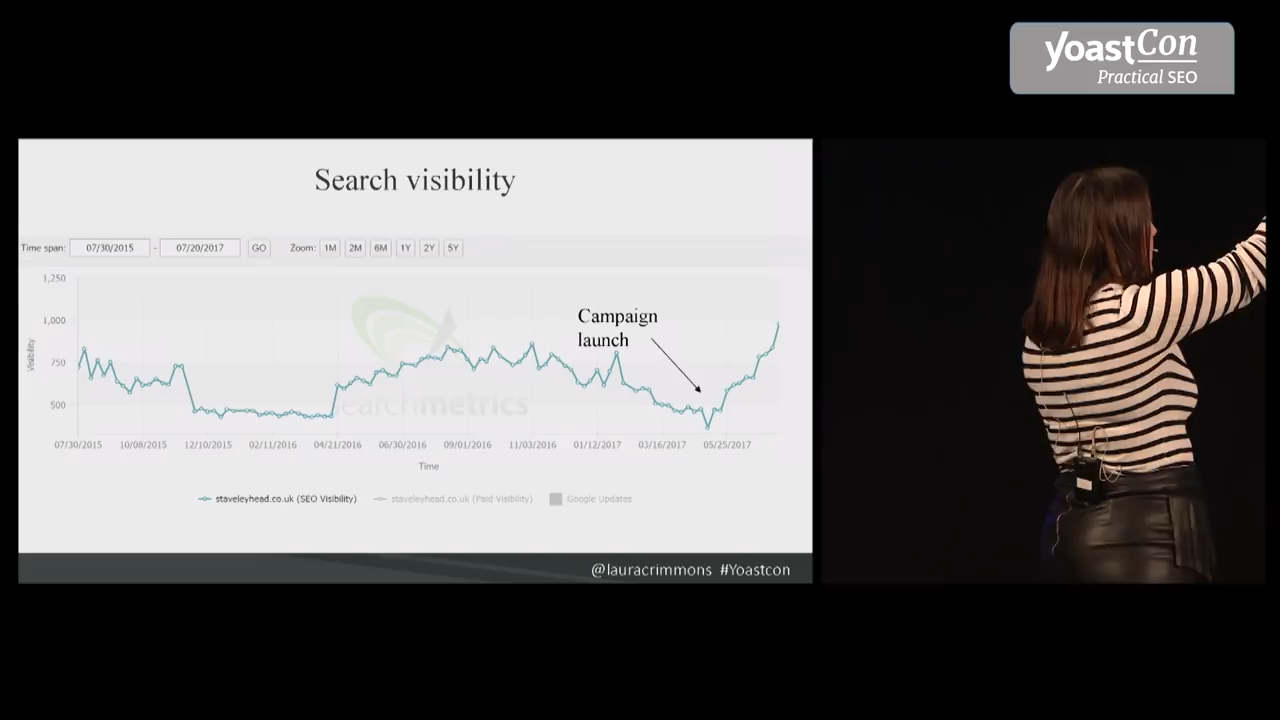 yoastCon
Practical SEO
Search visibility
Time span: 07/30/2015 - 07/20/2017 GO Zoom: 1M 2M 6M 1Y 2Y 5Y
1,250
1,000
750
500
Visibility
Campaign
launch
searchmetrics
07/30/2015 10/08/2015 12/10/2015 02/11/2016 04/21/2016 06/30/2016 09/01/2016 11/03/2016 01/12/2017 03/16/2017 05/25/2017
Time
staveleyhead.co.uk (SEO Visibility) staveleyhead.co.uk (Paid Visibility) Google Updates
@lauracrimmons #Yoastcon